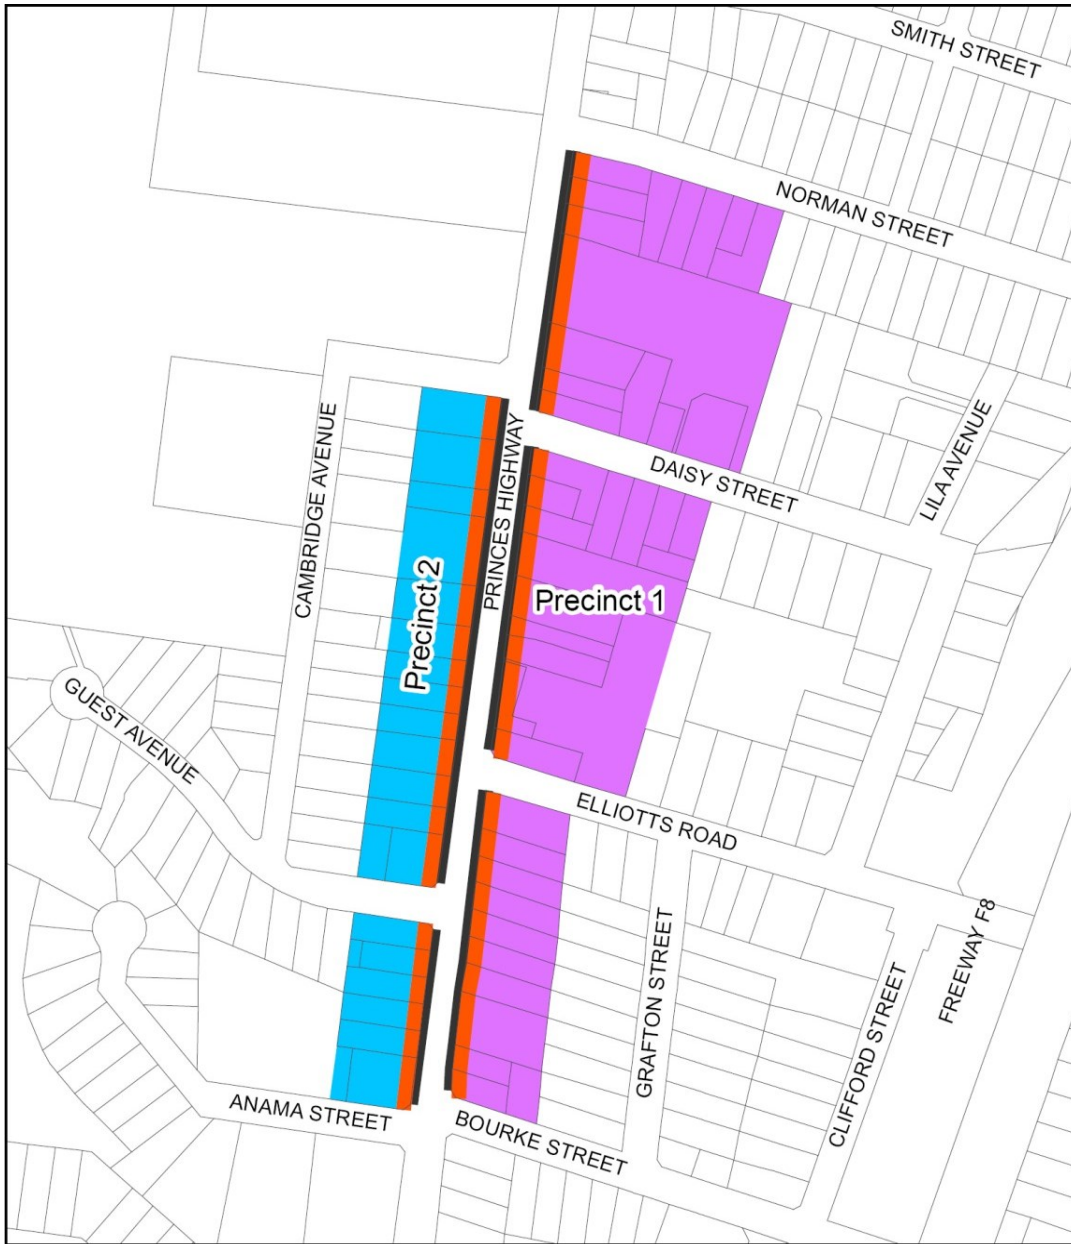 SMITH STREET
NORMAN STREET
LILA AVENUE
CAMBRIDGE AVENUE
PRINCES HIGHWAY
DAISY STREET
Precinct 2
Precinct 1
GUEST AVENUE
ELLIOTTS ROAD
GRAFTON STREET
FREEWAY F8
CLIFFORD STREET
ANAMA STREET
BOURKE STREET